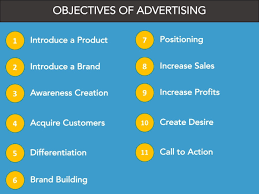 OBJECTIVES OF ADVERTISING
1 Introduce a Product
2 Introduce a Brand
3 Awareness Creation
4 Acquire Customers
5 Differentiation
6 Brand Building
7 Positioning
8 Increase Sales
9 Increase Profits
10 Create Desire
11 Call to Action